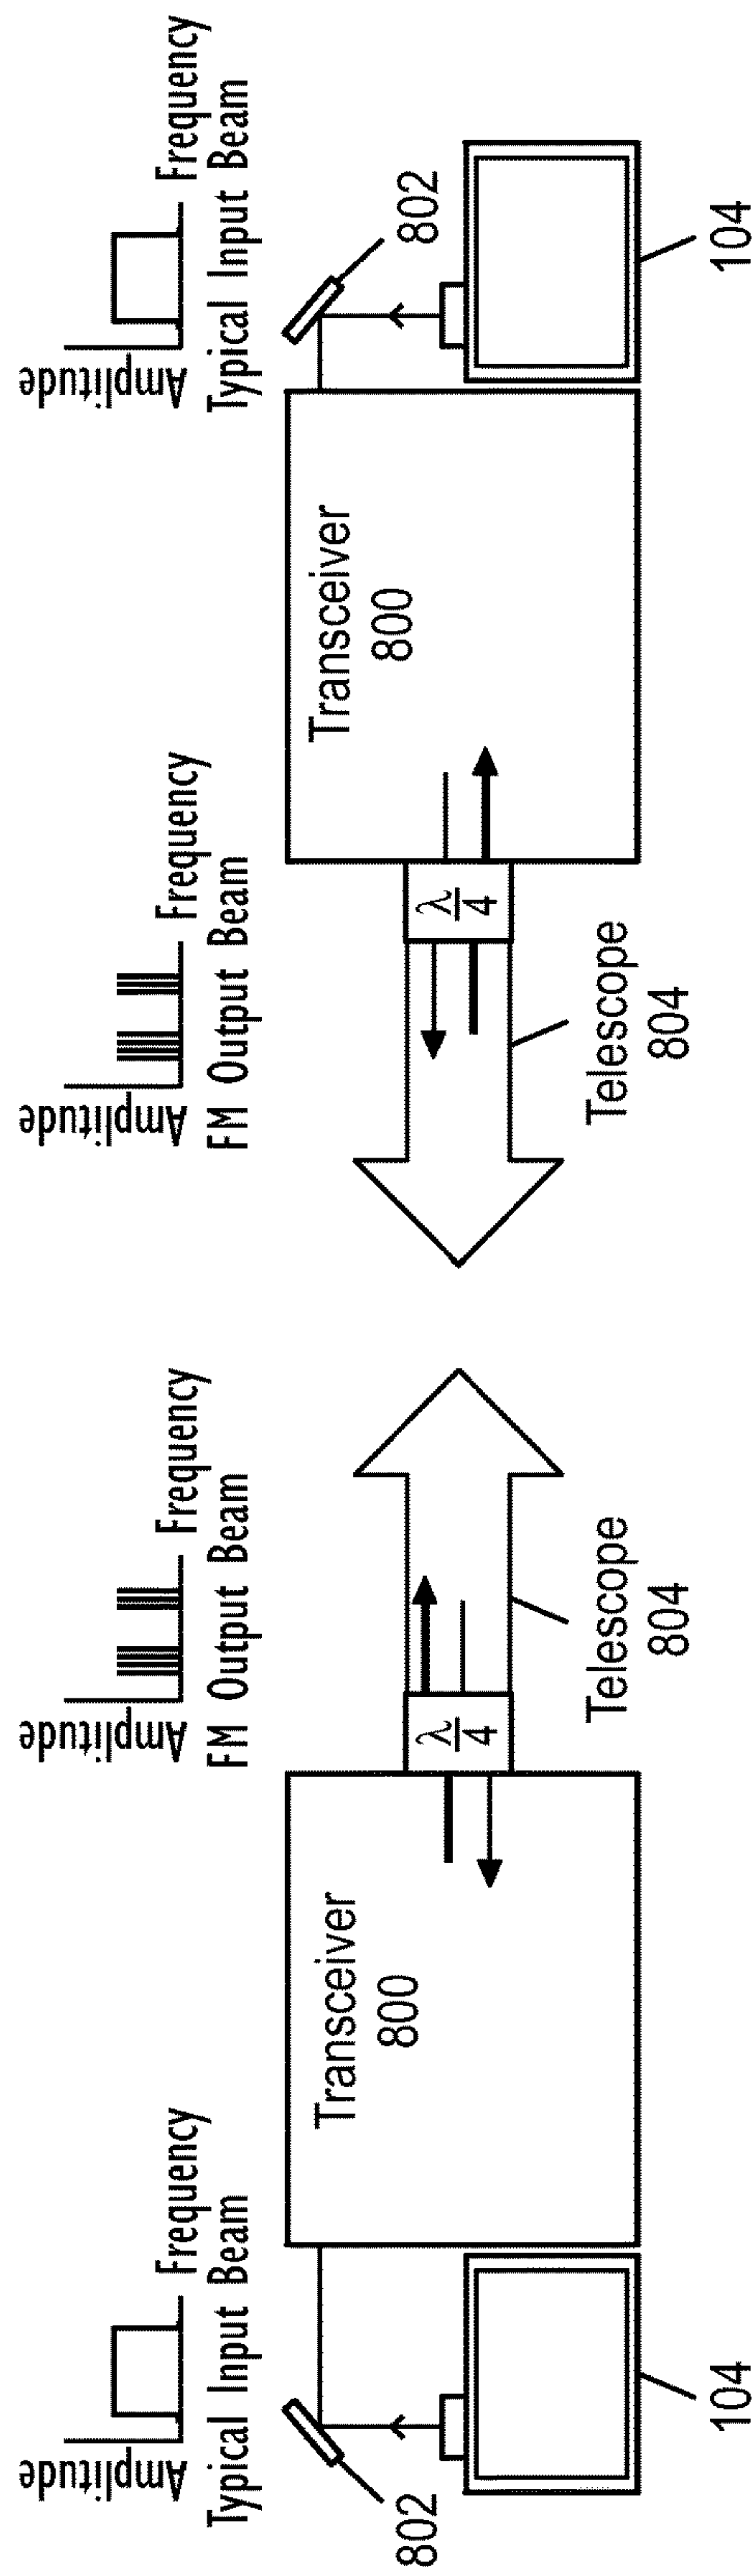 Amplitude
Frequency
Typical Input Beam
802
104
Transceiver
800
λ
4
Amplitude
Frequency
FM Output Beam
Telescope
804
Amplitude
Frequency
FM Output Beam
Telescope
804
λ
4
Transceiver
800
Amplitude
Frequency
Typical Input Beam
802
104